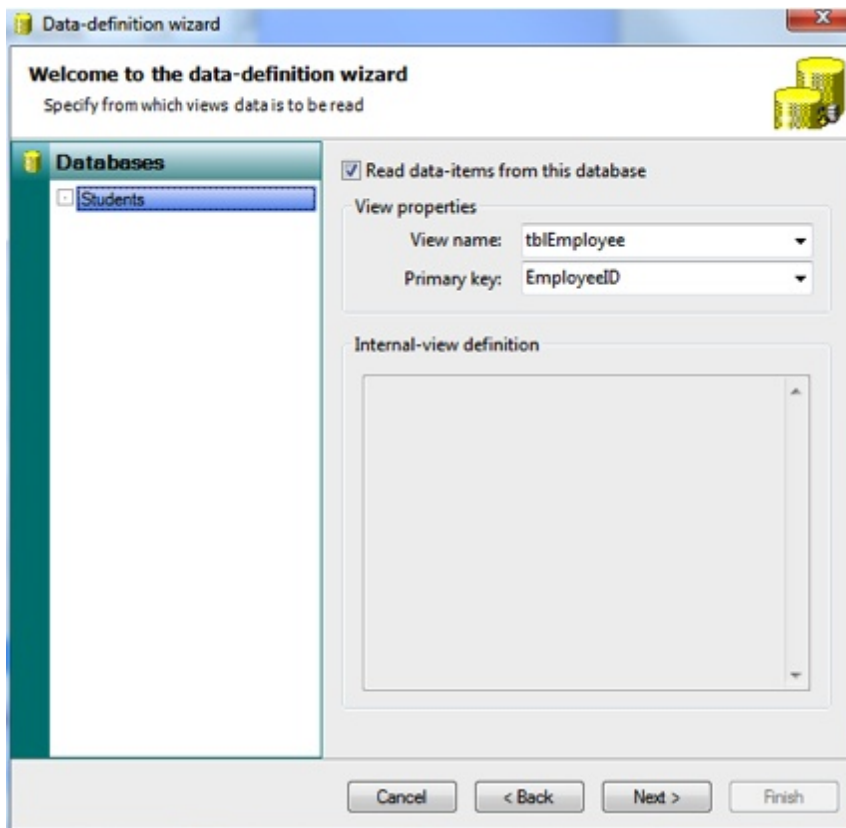 Data-definition wizard
Welcome to the data-definition wizard
Specify from which views data is to be read
Databases
Students
Read data-items from this database
View properties
View name: tblEmployee
Primary key: EmployeeID
Internal-view definition
Cancel
< Back
Next >
Finish